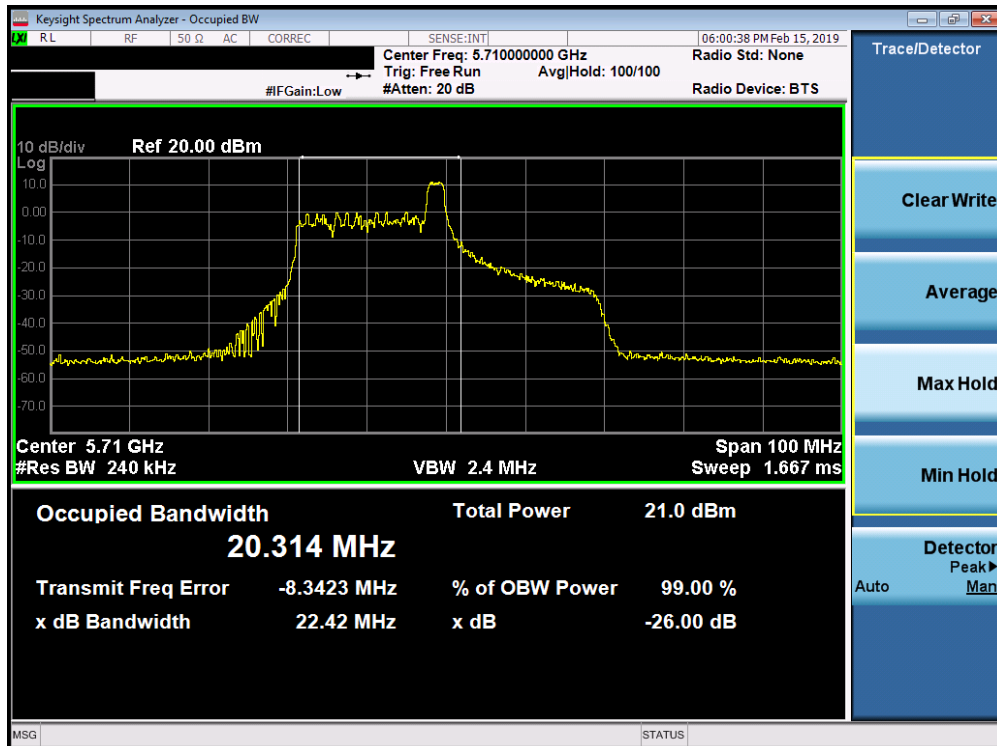 Keysight Spectrum Analyzer - Occupied BW
LXI RL RF 50 Ω AC CORREC SENSE:INT 06:00:38 PM Feb 15, 2019
Center Freq: 5.710000000 GHz Radio Std: None
Trig: Free Run Avg|Hold: 100/100
#IFGain:Low #Atten: 20 dB Radio Device: BTS
10 dB/div Ref 20.00 dBm
Log
10.0
0.00
-10.0
-20.0
-30.0
-40.0
-50.0
-60.0
-70.0
Center 5.71 GHz Span 100 MHz
#Res BW 240 kHz VBW 2.4 MHz Sweep 1.667 ms
Occupied Bandwidth Total Power 21.0 dBm
20.314 MHz
Transmit Freq Error -8.3423 MHz % of OBW Power 99.00 %
x dB Bandwidth 22.42 MHz x dB -26.00 dB
MSG STATUS
Trace/Detector
Clear Write
Average
Max Hold
Min Hold
Detector
Peak▶
Auto Man